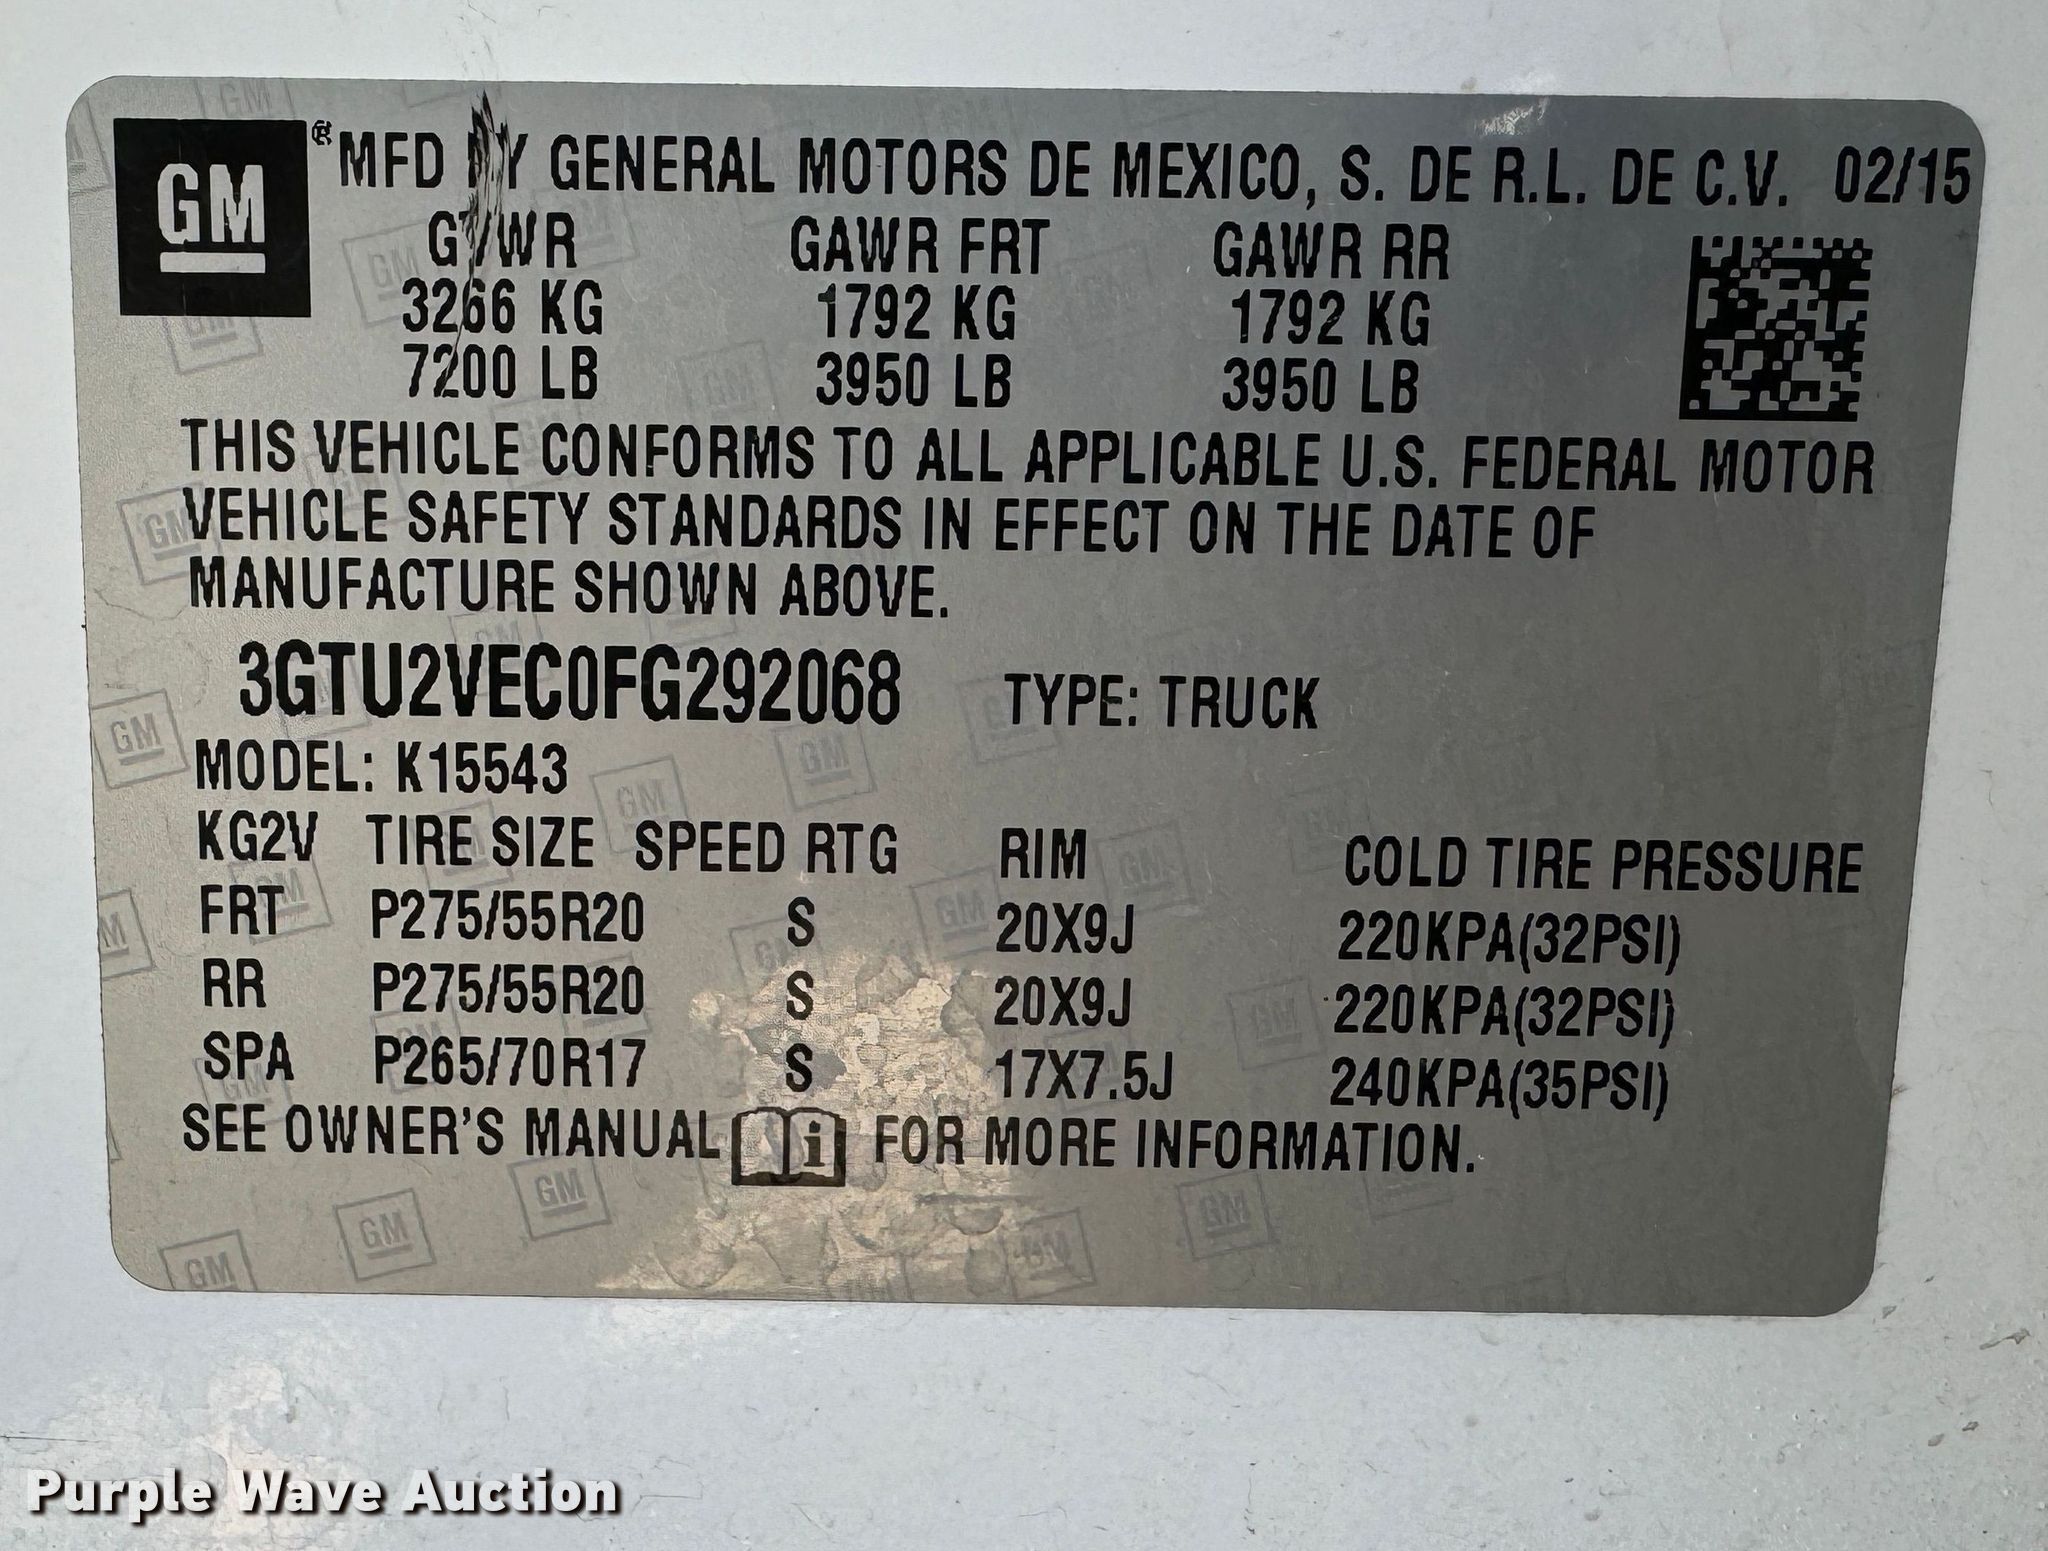 GM
® MFD BY GENERAL MOTORS DE MEXICO, S. DE R.L. DE C.V. 02/15
GVWR GAWR FRT GAWR RR
3266 KG 1792 KG 1792 KG
7200 LB 3950 LB 3950 LB
THIS VEHICLE CONFORMS TO ALL APPLICABLE U.S. FEDERAL MOTOR
VEHICLE SAFETY STANDARDS IN EFFECT ON THE DATE OF
MANUFACTURE SHOWN ABOVE.
3GTU2VEC0FG292068 TYPE: TRUCK
MODEL: K15543
KG2V TIRE SIZE SPEED RTG RIM COLD TIRE PRESSURE
FRT P275/55R20 S 20X9J 220KPA(32PSI)
RR P275/55R20 S 20X9J 220KPA(32PSI)
SPA P265/70R17 S 17X7.5J 240KPA(35PSI)
SEE OWNER'S MANUAL i FOR MORE INFORMATION.
Purple Wave Auction